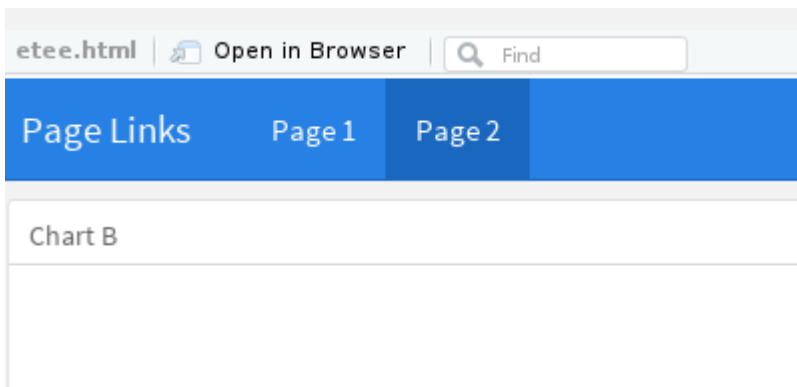 etee.html Open in Browser Find
Page Links Page 1 Page 2
Chart B